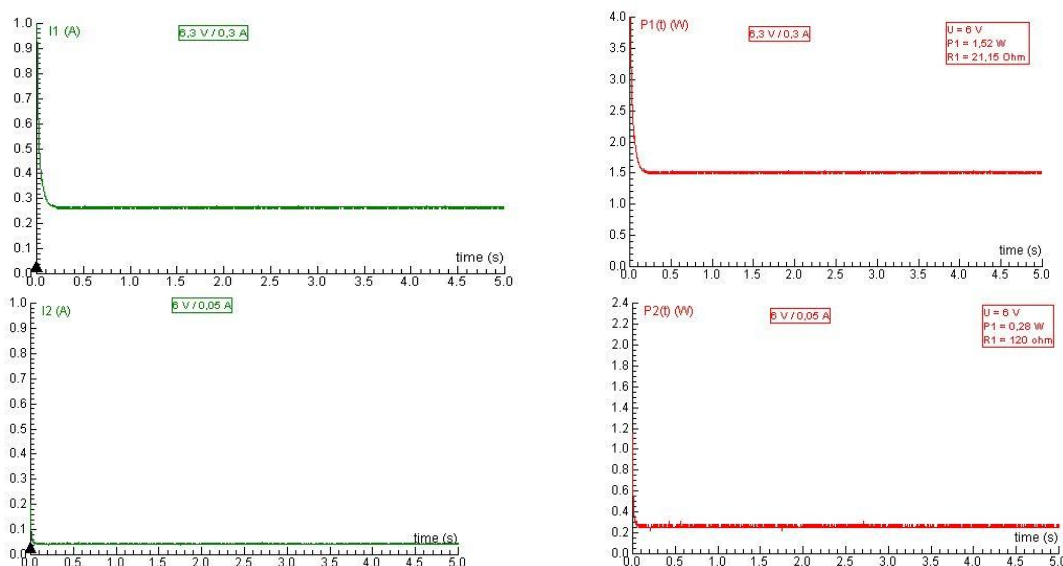 I1 (A)
6,3 V / 0,3 A
1.0
0.9
0.8
0.7
0.6
0.5
0.4
0.3
0.2
0.1
0.0
time (s)
0.0 0.5 1.0 1.5 2.0 2.5 3.0 3.5 4.0 4.5 5.0
P1(t) (W)
6,3 V / 0,3 A
U = 6 V
P1 = 1,52 W
R1 = 21,15 Ohm
4.0
3.5
3.0
2.5
2.0
1.5
1.0
0.5
0.0
time (s)
0.0 0.5 1.0 1.5 2.0 2.5 3.0 3.5 4.0 4.5 5.0
I2 (A)
6 V / 0,05 A
1.0
0.9
0.8
0.7
0.6
0.5
0.4
0.3
0.2
0.1
0.0
time (s)
0.0 0.5 1.0 1.5 2.0 2.5 3.0 3.5 4.0 4.5 5.0
P2(t) (W)
6 V / 0,05 A
U = 6 V
P1 = 0,28 W
R1 = 120 ohm
2.4
2.2
2.0
1.8
1.6
1.4
1.2
1.0
0.8
0.6
0.4
0.2
0.0
time (s)
0.0 0.5 1.0 1.5 2.0 2.5 3.0 3.5 4.0 4.5 5.0